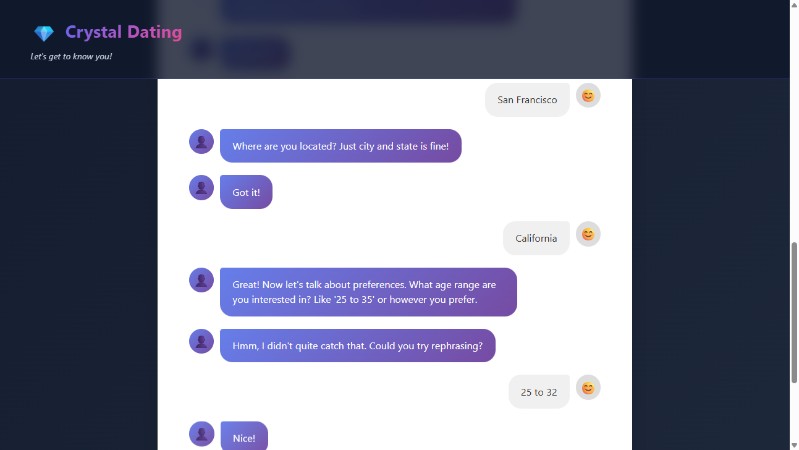 Crystal Dating
Let's get to know you!
San Francisco
Where are you located? Just city and state is fine!
Got it!
California
Great! Now let's talk about preferences. What age range are
you interested in? Like '25 to 35' or however you prefer.
Hmm, I didn't quite catch that. Could you try rephrasing?
25 to 32
Nice!